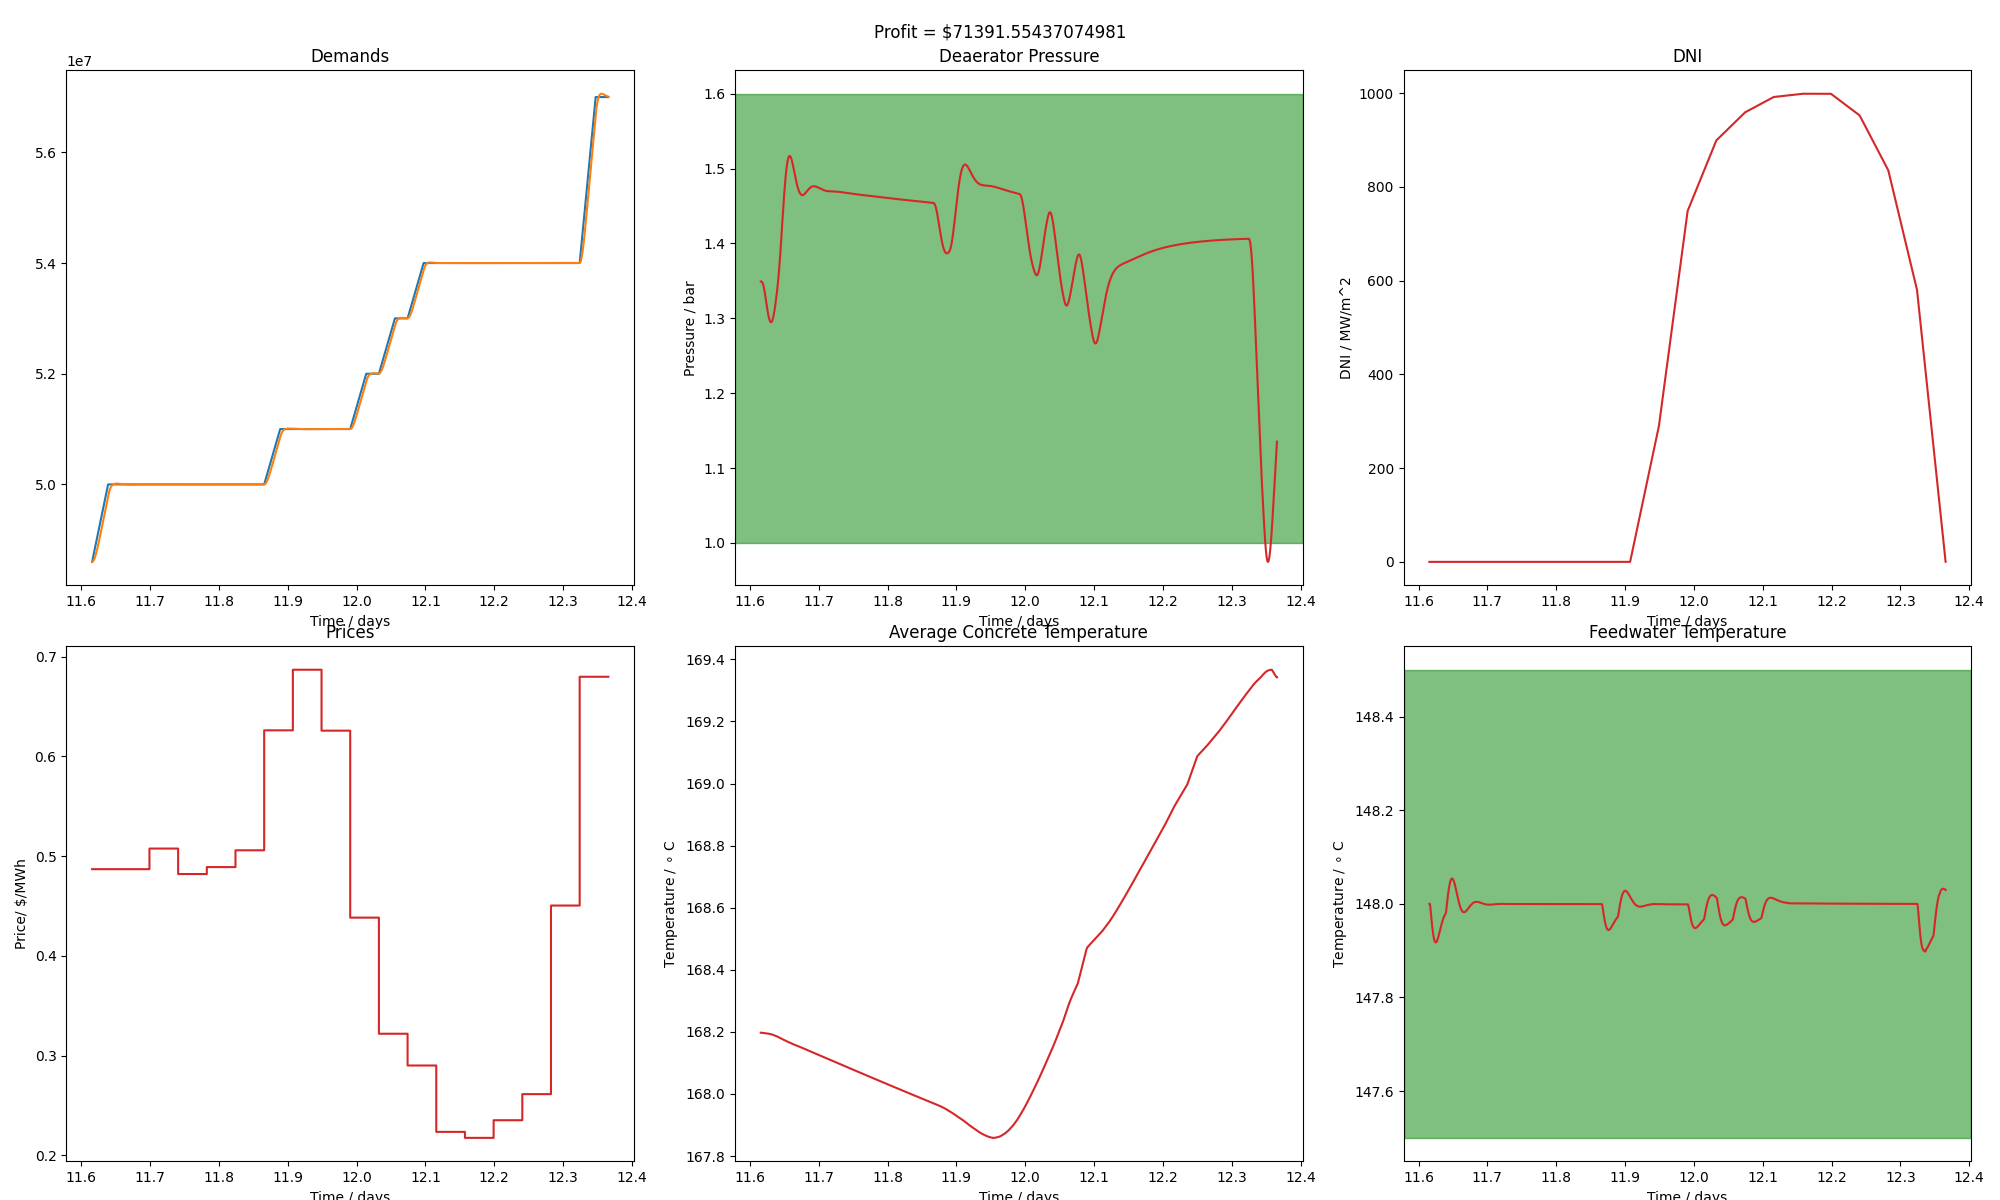 Profit = $71391.55437074981
Demands
1e7
5.6
5.4
5.2
5.0
11.6 11.7 11.8 11.9 12.0 12.1 12.2 12.3 12.4
Time / days
Deaerator Pressure
Pressure / bar
1.6
1.5
1.4
1.3
1.2
1.1
1.0
11.6 11.7 11.8 11.9 12.0 12.1 12.2 12.3 12.4
Time / days
DNI
DNI / MW/m^2
1000
800
600
400
200
0
11.6 11.7 11.8 11.9 12.0 12.1 12.2 12.3 12.4
Time / days
Prices
Price/ $/MWh
0.7
0.6
0.5
0.4
0.3
0.2
11.6 11.7 11.8 11.9 12.0 12.1 12.2 12.3 12.4
Time / days
Average Concrete Temperature
Temperature / ∘ C
169.4
169.2
169.0
168.8
168.6
168.4
168.2
168.0
167.8
11.6 11.7 11.8 11.9 12.0 12.1 12.2 12.3 12.4
Time / days
Feedwater Temperature
Temperature / ∘ C
148.4
148.2
148.0
147.8
147.6
11.6 11.7 11.8 11.9 12.0 12.1 12.2 12.3 12.4
Time / days